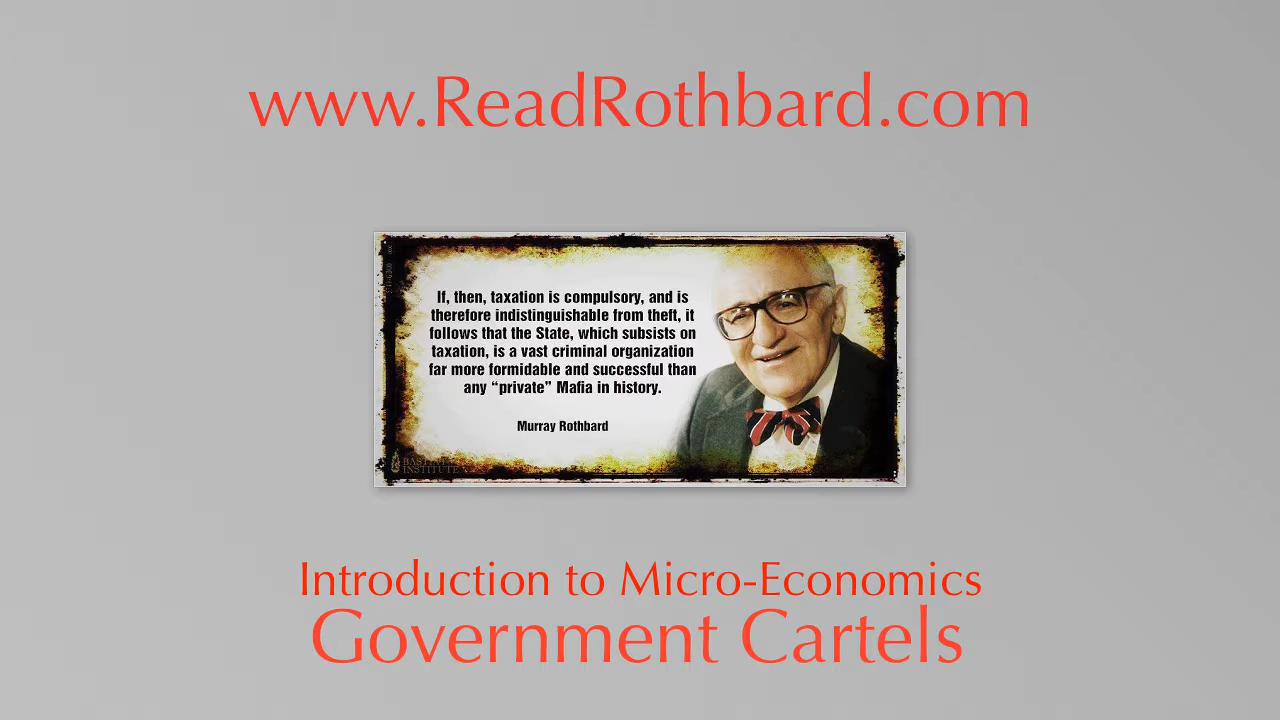 www.ReadRothbard.com
If, then, taxation is compulsory, and is
therefore indistinguishable from theft, it
follows that the State, which subsists on
taxation, is a vast criminal organization
far more formidable and successful than
any “private” Mafia in history.
Murray Rothbard
INSTITUTE
Introduction to Micro-Economics
Government Cartels